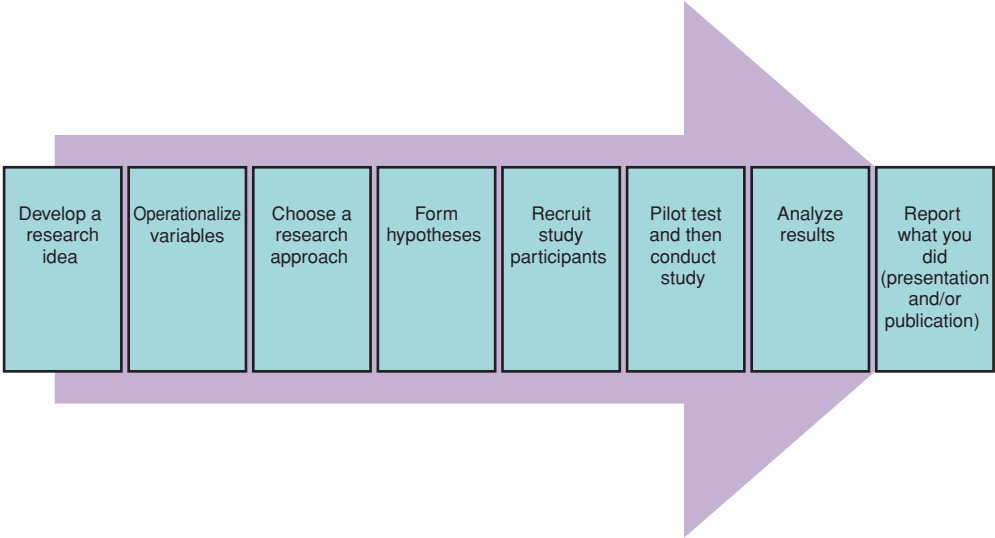 Develop a
research
idea
Operationalize
variables
Choose a
research
approach
Form
hypotheses
Recruit
study
participants
Pilot test
and then
conduct
study
Analyze
results
Report
what you
did
(presentation
and/or
publication)